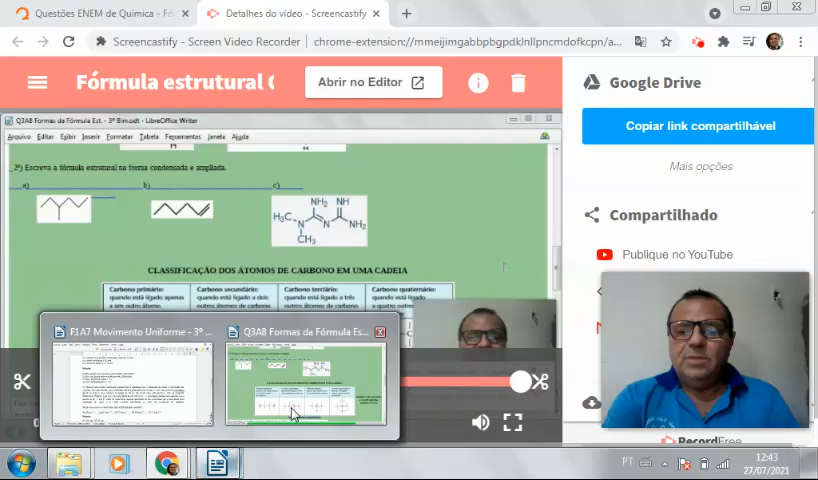 Questões ENEM de Química - F
Detalhes do vídeo - Screencastify
Screencastify - Screen Video Recorder
chrome-extension://mmeijimgabbpbgpdklnllpncmdofkcpn/a...
Fórmula estrutural (
Abrir no Editor
Google Drive
Copiar link compartilhável
Mais opções
Compartilhado
Publique no YouTube
Q3A8 Formas da Fórmula Est. - 3º Bim.odt - LibreOffice Writer
Arquivo Editar Exibir Inserir Formatar Tabela Ferramentas Janela Ajuda
2ª) Escreva a fórmula estrutural na forma condensada e ampliada.
a) b) c)
NH₂ NH
H₃C
N N NH₂
CH₃
CLASSIFICAÇÃO DOS ÁTOMOS DE CARBONO EM UMA CADEIA
Carbono primário: Carbono secundário: Carbono terciário: Carbono quaternário:
quando está ligado apenas quando está ligado a dois quando está ligado a três quando está ligado a quatro
a um outro átomo outros átomos de carbono outros átomos de carbono
F1A7 Movimento Uniforme - 3º ...
Q3A8 Formas da Fórmula Es...
RecordFree
PT
12:43
27/07/2021